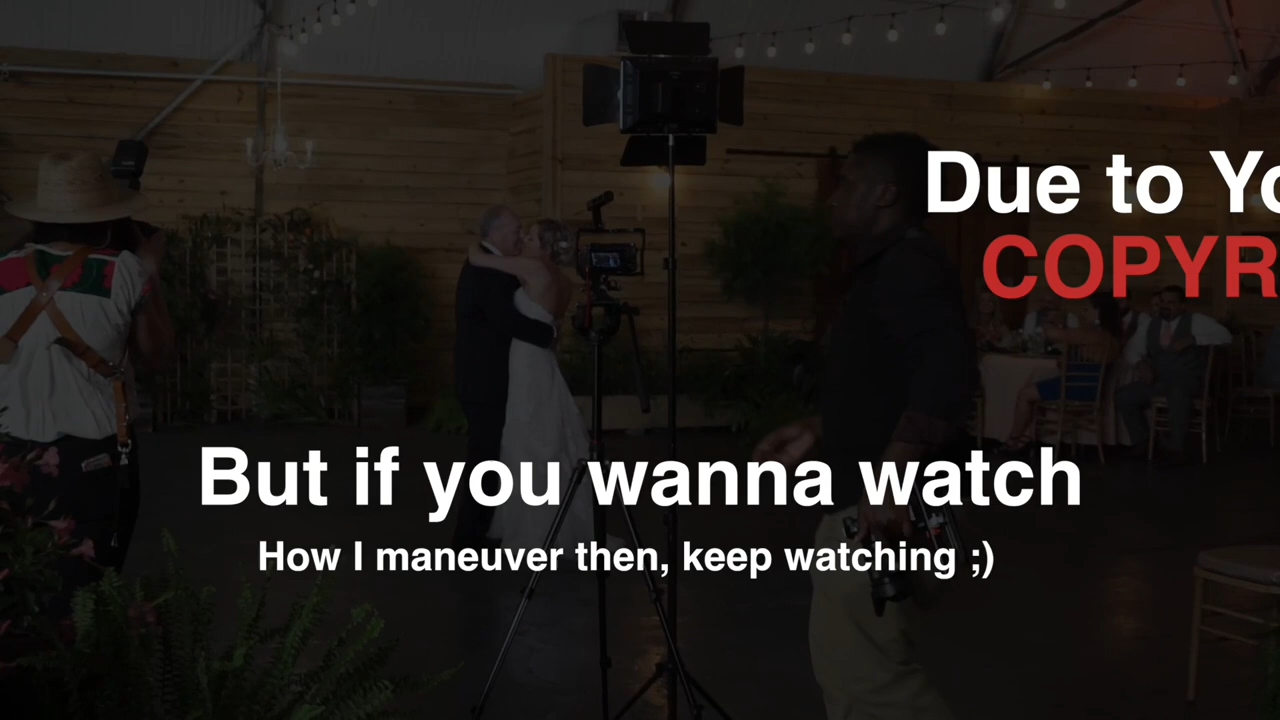 Due to Yo
COPYR
But if you wanna watch
How I maneuver then, keep watching ;)